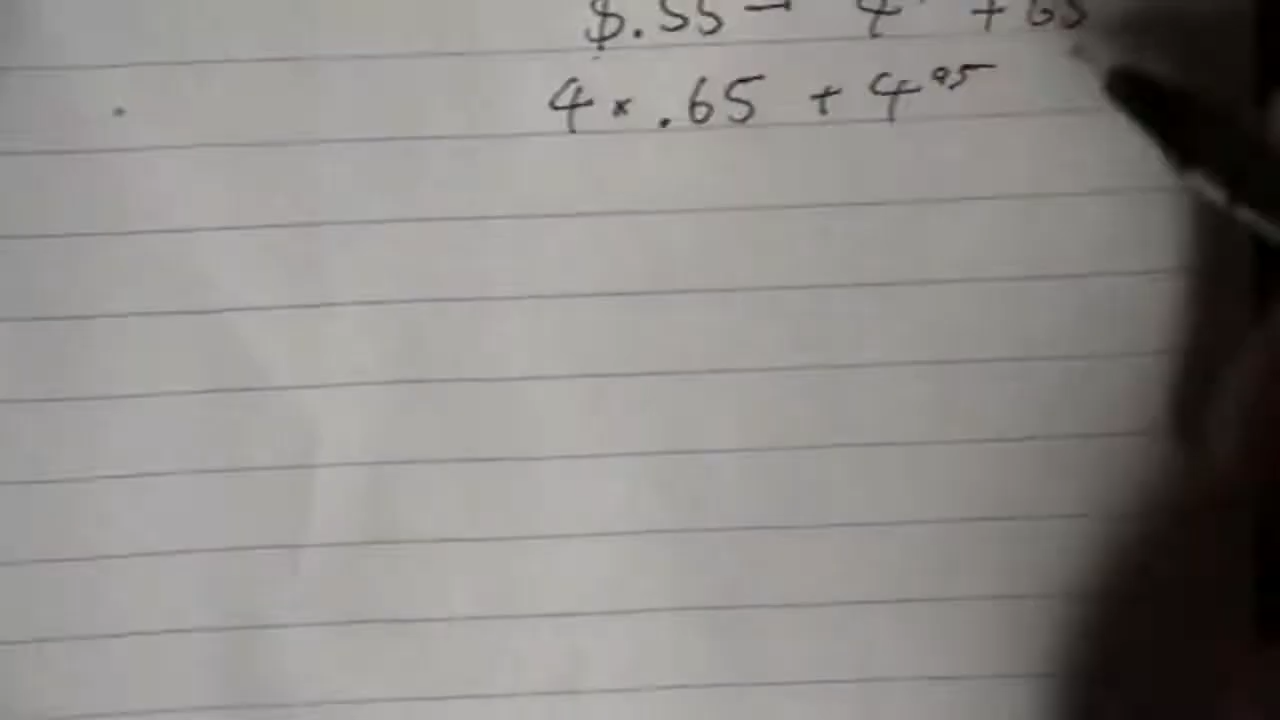 $.55 - 4 + 65
4 × .65 + 4⁹⁵